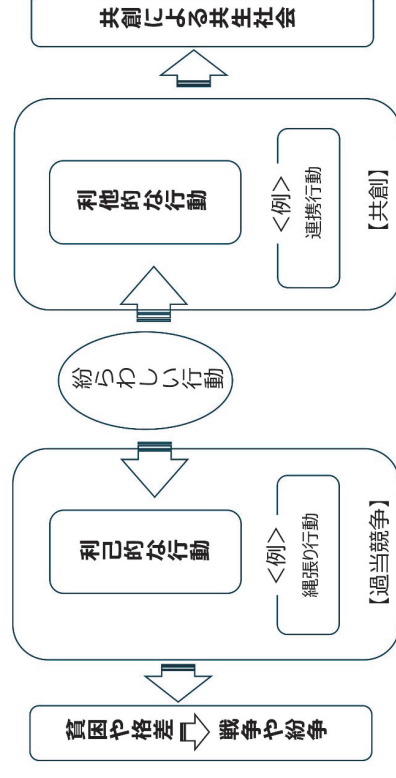 貧困や格差 戦争や紛争
利己的な行動
<例>
縄張り行動
【過当競争】
紛らわしい行動
利他的な行動
<例>
連携行動
【共創】
共創による共生社会